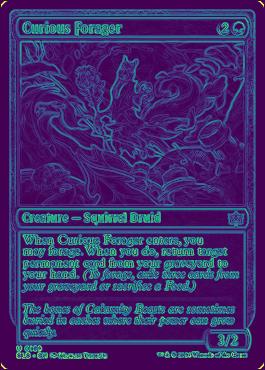 Curious Forager 2
Creature — Squirrel Druid
When Curious Forager enters, you
may forage. When you do, return target
permanent card from your graveyard to
your hand. (To forage, exile three cards from
your graveyard or sacrifice a Food.)
The bones of Calamity Beasts are sometimes
buried in caches where their power can grow
quietly.
3/2